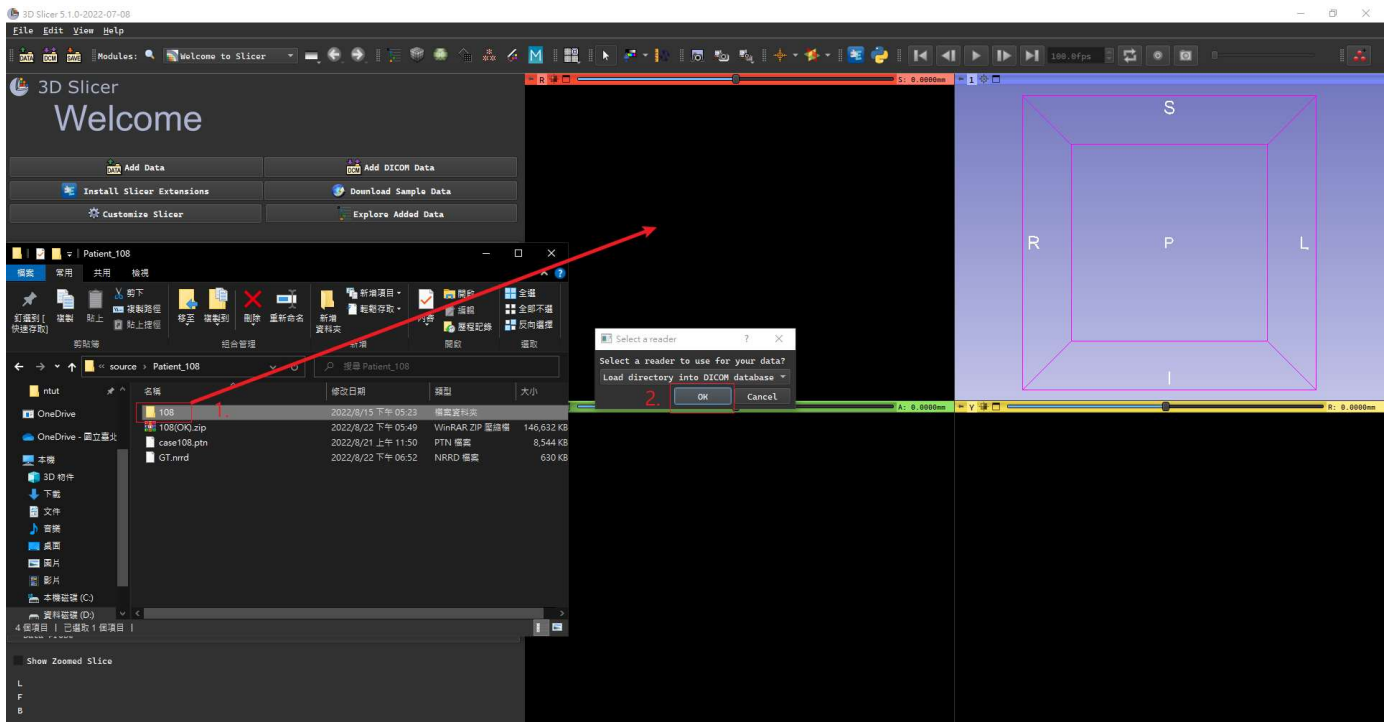 3D Slicer 5.1.0-2022-07-08
File Edit View Help
DATA DCM SAVE Modules: Welcome to Slicer M 100.0fps
R S: 0.0000mm 1
3D Slicer
Welcome
Add Data Add DICOM Data
Install Slicer Extensions Download Sample Data
Customize Slicer Explore Added Data
S
R P L
I
Patient_108
檔案 常用 共用 檢視
釘選到 [快速存取] 複製 貼上 剪下 複製路徑 貼上捷徑 移至 複製到 刪除 重新命名 新增資料夾 新增項目 輕鬆存取 內容 開啟 編輯 歷程記錄 全選 全部不選 反向選擇
剪貼簿 組合管理 新增 開啟 選取
« source › Patient_108 搜尋 Patient_108
ntut
OneDrive
OneDrive - 國立臺北
本機
3D 物件
下載
文件
音樂
桌面
圖片
影片
本機磁碟 (C:)
資料磁碟 (D:)
名稱 修改日期 類型 大小
108 1. 2022/8/15 下午 05:23 檔案資料夾
108(OK).zip 2022/8/22 下午 05:49 WinRAR ZIP 壓縮檔 146,632 KB
case108.ptn 2022/8/21 上午 11:50 PTN 檔案 8,544 KB
GT.nrrd 2022/8/22 下午 06:52 NRRD 檔案 630 KB
4 個項目 已選取 1 個項目
Select a reader ? ×
Select a reader to use for your data?
Load directory into DICOM database
2. OK Cancel
A: 0.0000mm Y R: 0.0000mm
Show Zoomed Slice
L
F
B